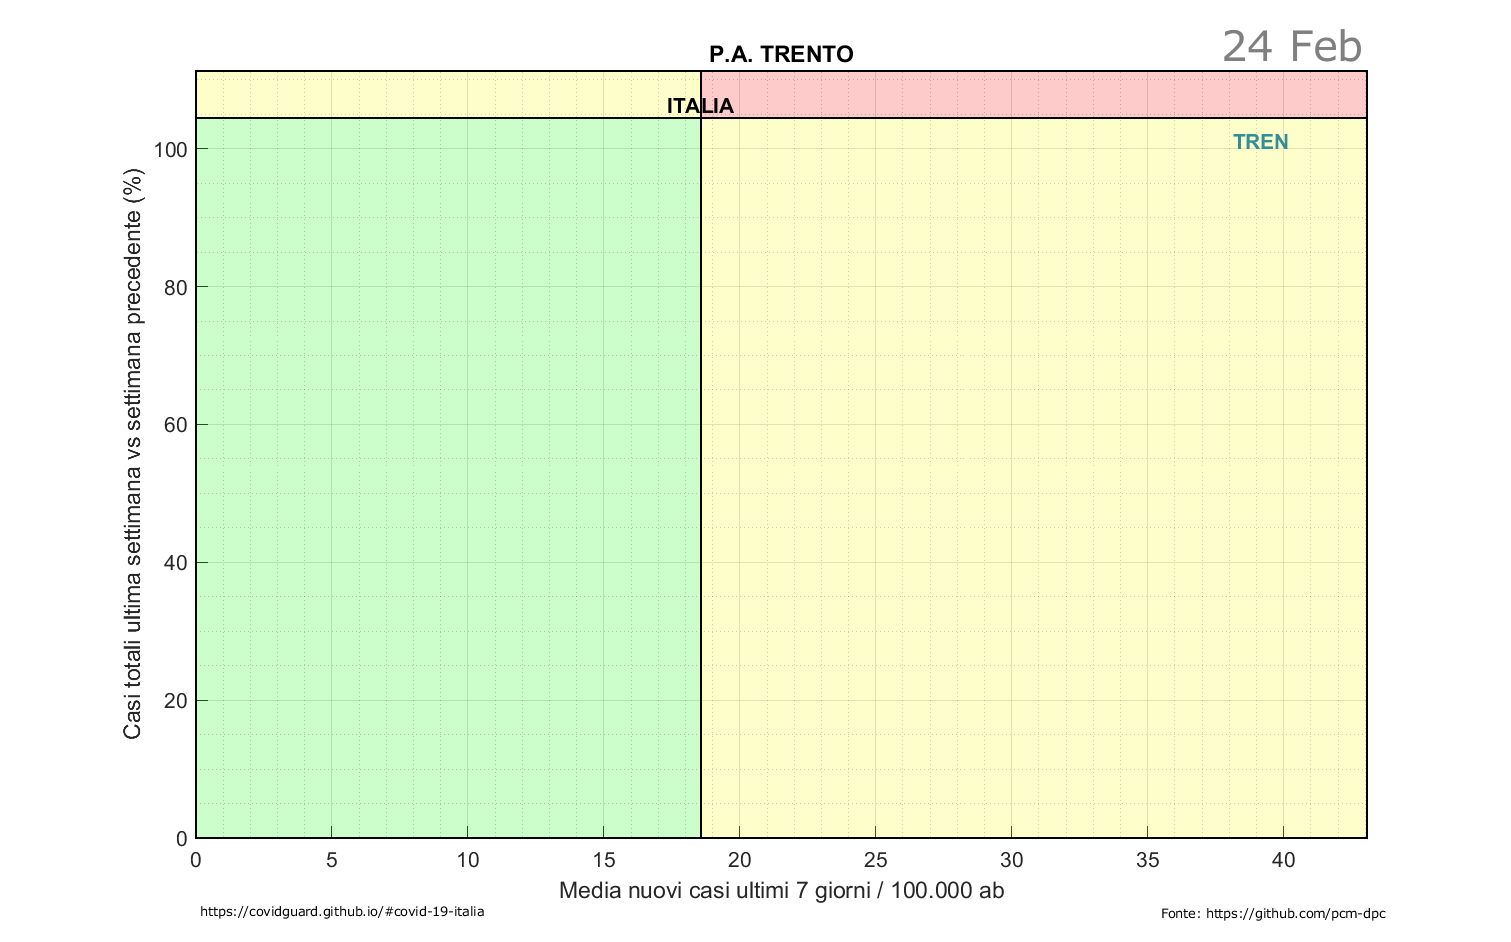 24 Feb
P.A. TRENTO
ITALIA
TREN
100
80
60
40
20
0
Casi totali ultima settimana vs settimana precedente (%)
0 5 10 15 20 25 30 35 40
Media nuovi casi ultimi 7 giorni / 100.000 ab
https://covidguard.github.io/#covid-19-italia
Fonte: https://github.com/pcm-dpc